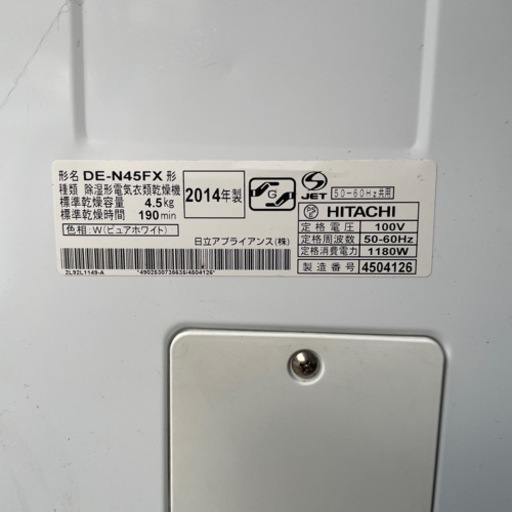 形名 DE-N45FX 形
種類 除湿形電気衣類乾燥機
標準乾燥容量 4.5kg
標準乾燥時間 190min
色相:W(ピュアホワイト)
2014年製
G
S JET
50-60Hz共用
日立アプライアンス(株)
PS E
HITACHI
定格電圧 100V
定格周波数 50-60Hz
定格消費電力 1180W
製造番号 4504126
2L92L1149-A
*4902530738635/4504126*